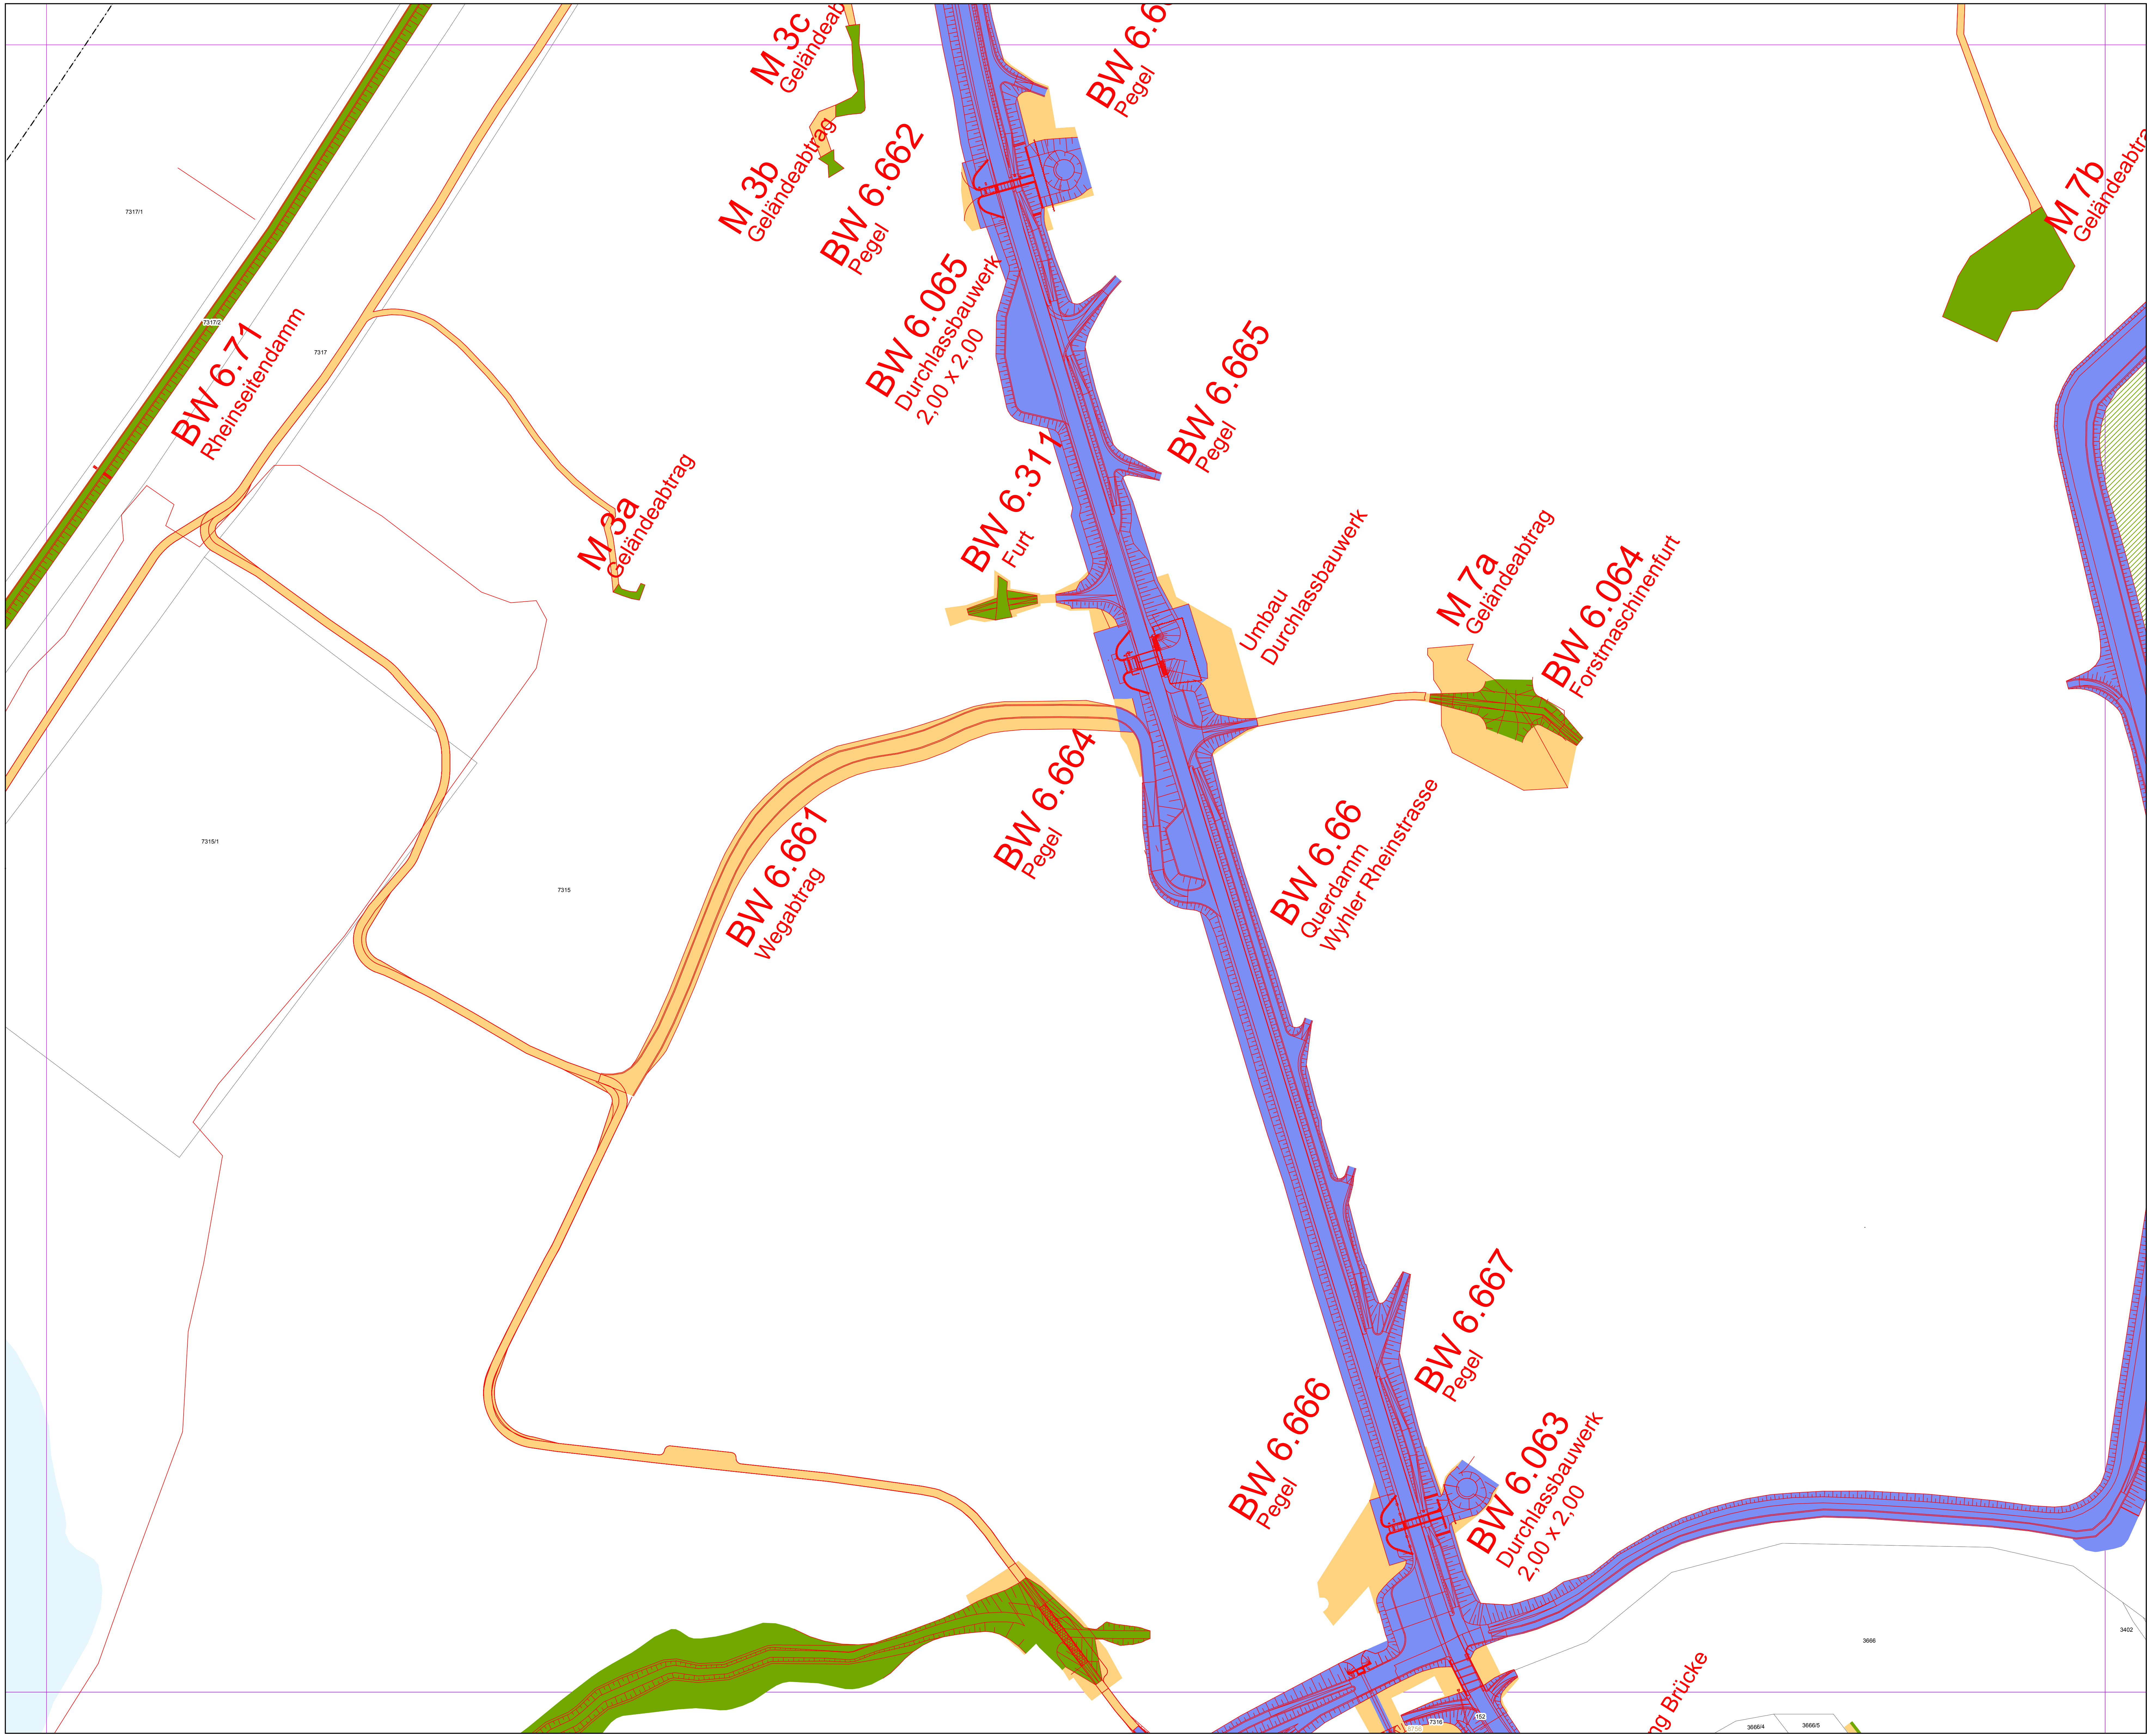 M 3c
Geländeab
BW 6.6
Pegel
M 3b
Geländeabtrag
BW 6.662
Pegel
M 7b
Geländeabtra
7317/1
BW 6.065
Durchlassbauwerk
2,00 x 2,00
7317/2
7317
BW 6.71
Rheinseitendamm
BW 6.665
Pegel
BW 6.311
Furt
M 3a
Geländeabtrag
Umbau
Durchlassbauwerk
M 7a
Geländeabtrag
BW 6.064
Forstmaschinenfurt
BW 6.664
Pegel
BW 6.661
Wegabtrag
BW 6.66
Querdamm
Wyhler Rheinstrasse
7315/1
7315
BW 6.667
Pegel
BW 6.666
Pegel
BW 6.063
Durchlassbauwerk
2,00 x 2,00
3402
3666
ng Brücke
7316
152
3666/4
3666/5